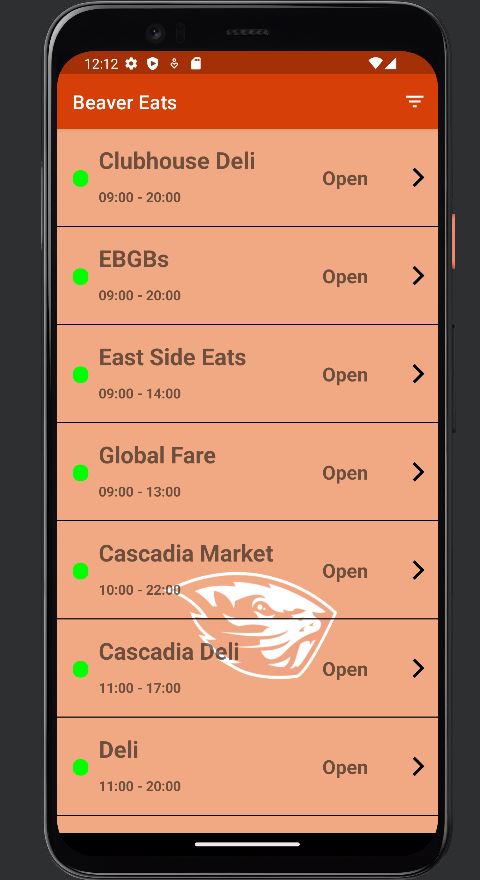 12:12
Beaver Eats
Clubhouse Deli
Open
09:00 - 20:00
EBGBs
Open
09:00 - 20:00
East Side Eats
Open
09:00 - 14:00
Global Fare
Open
09:00 - 13:00
Cascadia Market
Open
10:00 - 22:00
Cascadia Deli
Open
11:00 - 17:00
Deli
Open
11:00 - 20:00